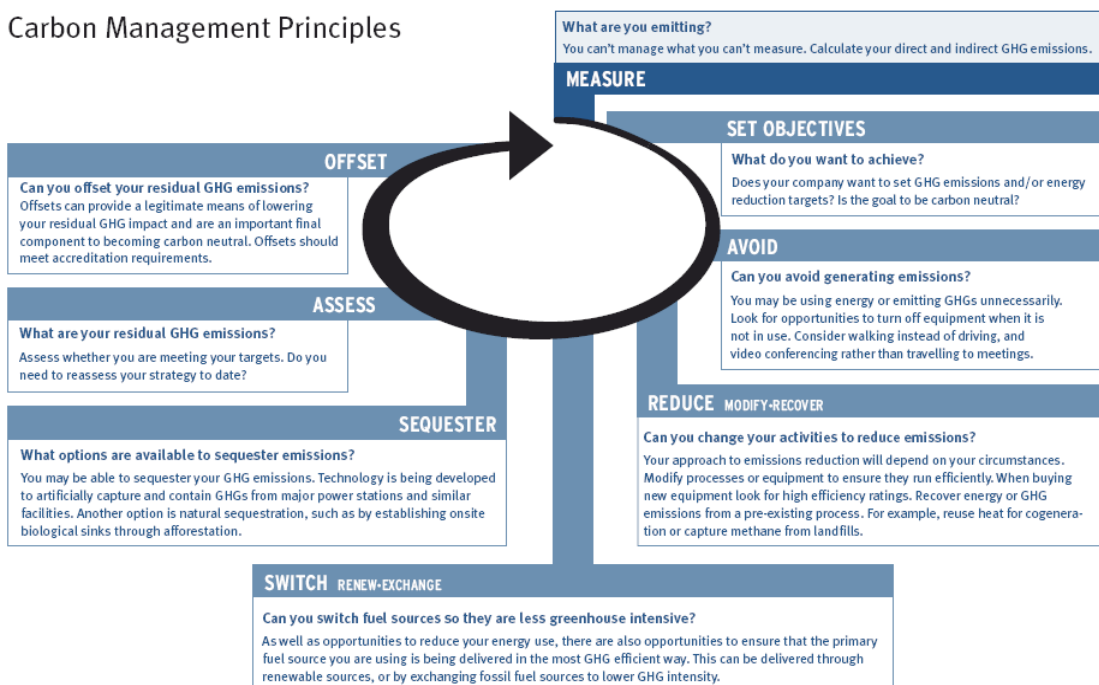 Carbon Management Principles
What are you emitting?
You can't manage what you can't measure. Calculate your direct and indirect GHG emissions.
MEASURE
SET OBJECTIVES
What do you want to achieve?
Does your company want to set GHG emissions and/or energy
reduction targets? Is the goal to be carbon neutral?
AVOID
Can you avoid generating emissions?
You may be using energy or emitting GHGs unnecessarily.
Look for opportunities to turn off equipment when it is
not in use. Consider walking instead of driving, and
video conferencing rather than travelling to meetings.
REDUCE MODIFY•RECOVER
Can you change your activities to reduce emissions?
Your approach to emissions reduction will depend on your circumstances.
Modify processes or equipment to ensure they run efficiently. When buying
new equipment look for high efficiency ratings. Recover energy or GHG
emissions from a pre-existing process. For example, reuse heat for cogenera-
tion or capture methane from landfills.
SWITCH RENEW•EXCHANGE
Can you switch fuel sources so they are less greenhouse intensive?
As well as opportunities to reduce your energy use, there are also opportunities to ensure that the primary
fuel source you are using is being delivered in the most GHG efficient way. This can be delivered through
renewable sources, or by exchanging fossil fuel sources to lower GHG intensity.
SEQUESTER
What options are available to sequester emissions?
You may be able to sequester your GHG emissions. Technology is being developed
to artificially capture and contain GHGs from major power stations and similar
facilities. Another option is natural sequestration, such as by establishing onsite
biological sinks through afforestation.
ASSESS
What are your residual GHG emissions?
Assess whether you are meeting your targets. Do you
need to reassess your strategy to date?
OFFSET
Can you offset your residual GHG emissions?
Offsets can provide a legitimate means of lowering
your residual GHG impact and are an important final
component to becoming carbon neutral. Offsets should
meet accreditation requirements.